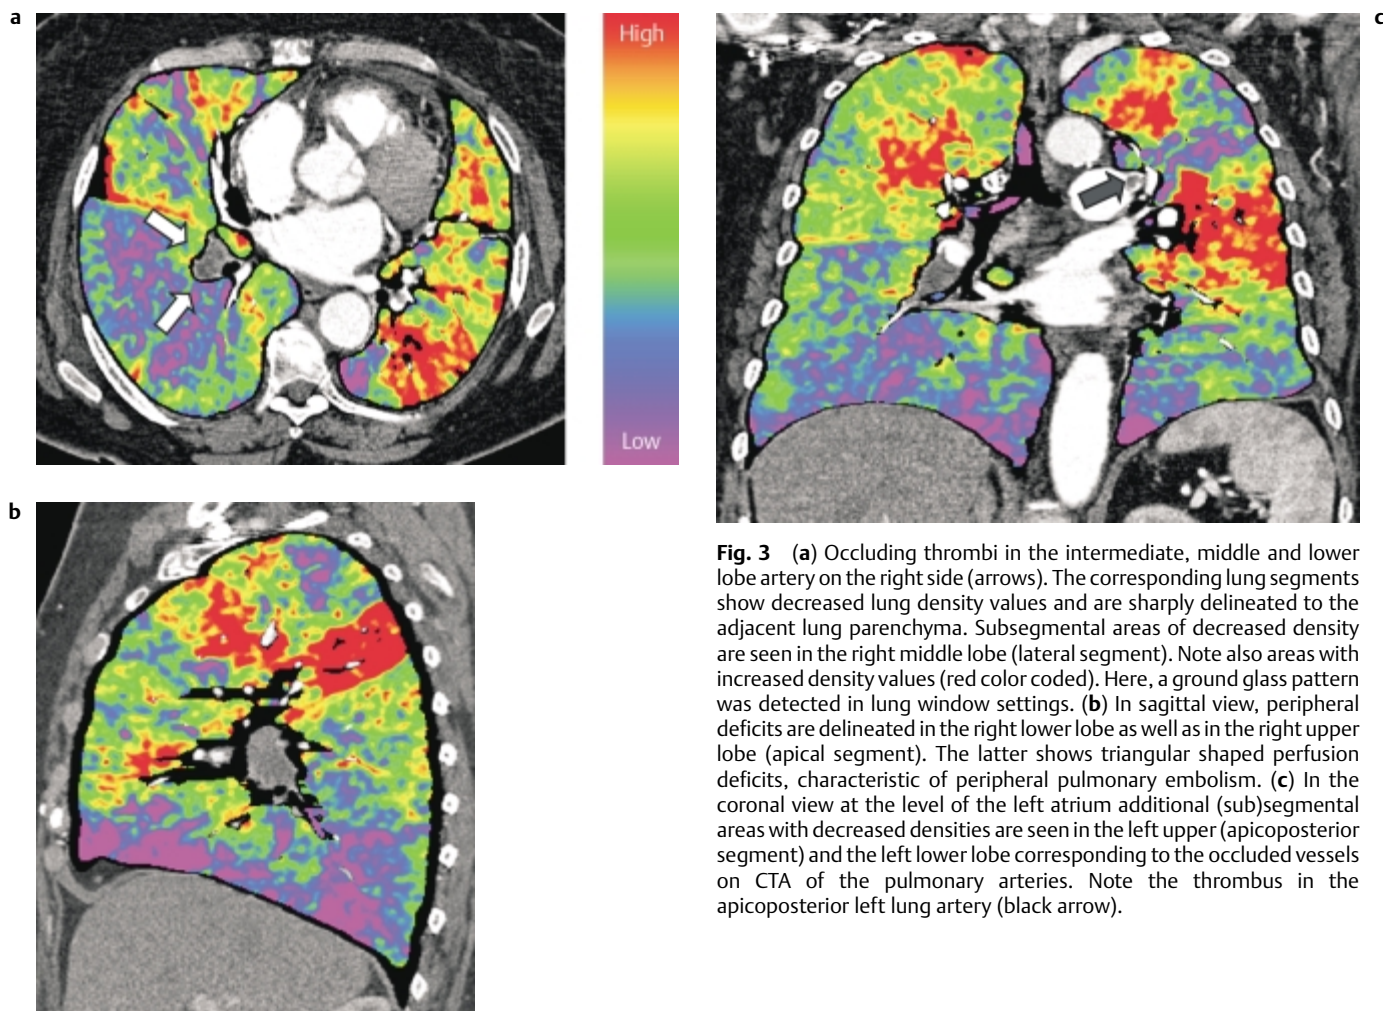 a
High
Low
b
c
Fig. 3 (a) Occluding thrombi in the intermediate, middle and lower
lobe artery on the right side (arrows). The corresponding lung segments
show decreased lung density values and are sharply delineated to the
adjacent lung parenchyma. Subsegmental areas of decreased density
are seen in the right middle lobe (lateral segment). Note also areas with
increased density values (red color coded). Here, a ground glass pattern
was detected in lung window settings. (b) In sagittal view, peripheral
deficits are delineated in the right lower lobe as well as in the right upper
lobe (apical segment). The latter shows triangular shaped perfusion
deficits, characteristic of peripheral pulmonary embolism. (c) In the
coronal view at the level of the left atrium additional (sub)segmental
areas with decreased densities are seen in the left upper (apicoposterior
segment) and the left lower lobe corresponding to the occluded vessels
on CTA of the pulmonary arteries. Note the thrombus in the
apicoposterior left lung artery (black arrow).